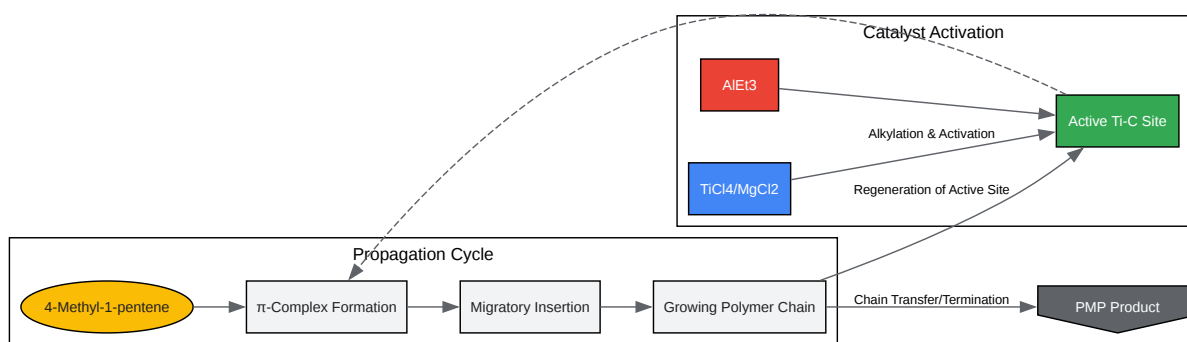 Catalyst Activation
AlEt3
Active Ti-C Site
Alkylation & Activation
TiCl4/MgCl2
Regeneration of Active Site
Propagation Cycle
4-Methyl-1-pentene
π-Complex Formation
Migratory Insertion
Growing Polymer Chain
Chain Transfer/Termination
PMP Product